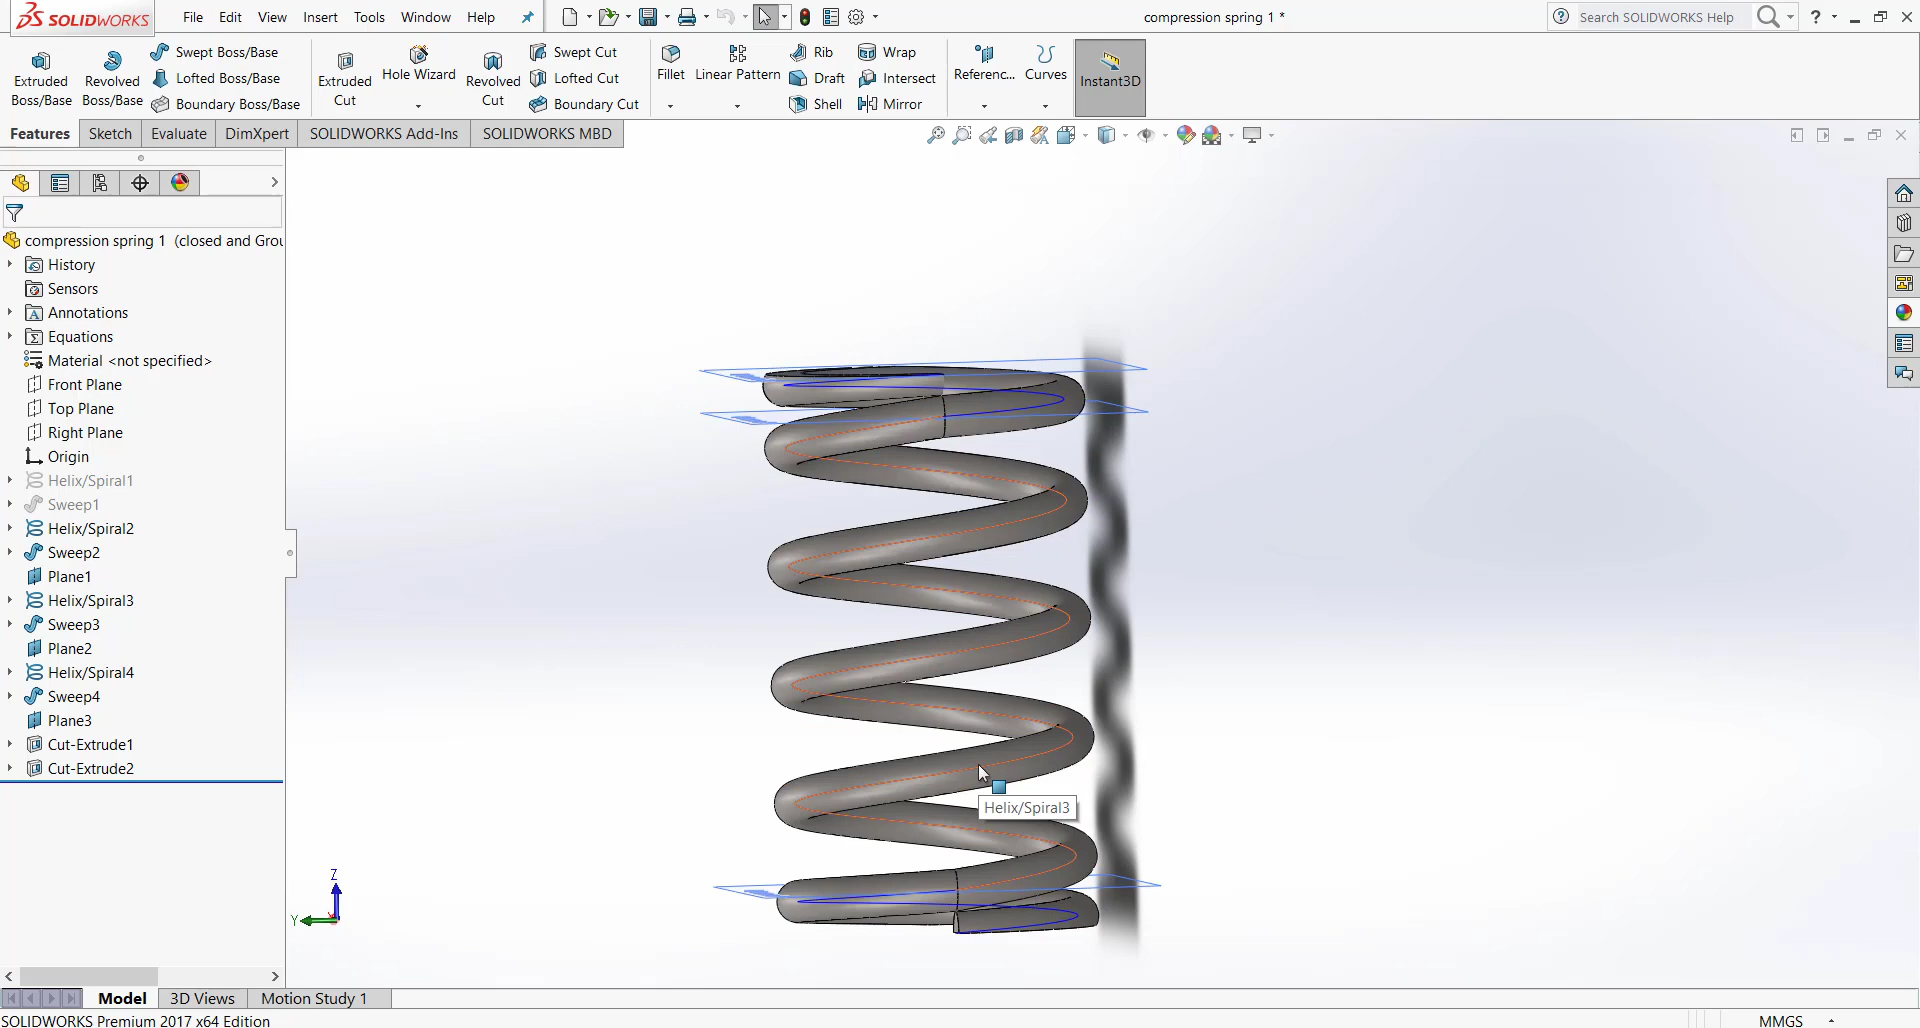 SOLIDWORKS
File Edit View Insert Tools Window Help
compression spring 1 *
Search SOLIDWORKS Help
Extruded Boss/Base
Revolved Boss/Base
Swept Boss/Base
Lofted Boss/Base
Boundary Boss/Base
Extruded Cut
Hole Wizard
Revolved Cut
Swept Cut
Lofted Cut
Boundary Cut
Fillet
Linear Pattern
Rib
Draft
Shell
Wrap
Intersect
Mirror
Referenc...
Curves
Instant3D
Features Sketch Evaluate DimXpert SOLIDWORKS Add-Ins SOLIDWORKS MBD
compression spring 1 (closed and Grou
History
Sensors
Annotations
Equations
Material <not specified>
Front Plane
Top Plane
Right Plane
Origin
Helix/Spiral1
Sweep1
Helix/Spiral2
Sweep2
Plane1
Helix/Spiral3
Sweep3
Plane2
Helix/Spiral4
Sweep4
Plane3
Cut-Extrude1
Cut-Extrude2
Helix/Spiral3
Z
Y
Model 3D Views Motion Study 1
SOLIDWORKS Premium 2017 x64 Edition
MMGS